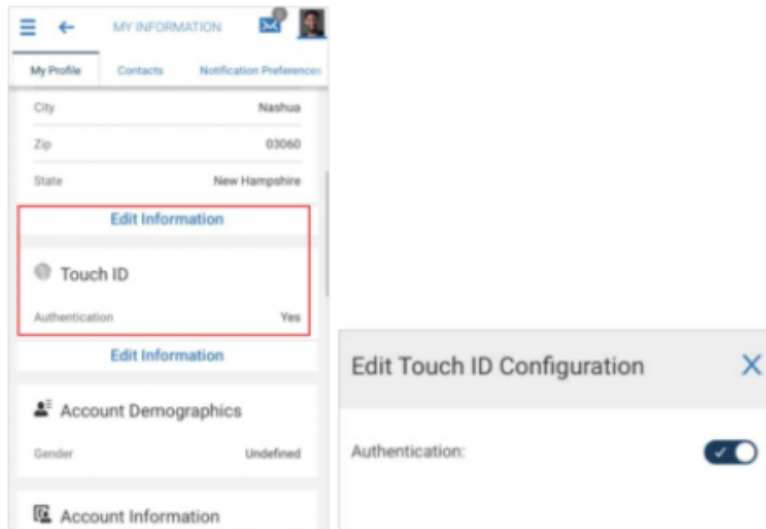 MY INFORMATION
My Profile Contacts Notification Preferences
City Nashua
Zip 03060
State New Hampshire
Edit Information
Touch ID
Authentication Yes
Edit Information
Account Demographics
Gender Undefined
Account Information
Edit Touch ID Configuration
Authentication: